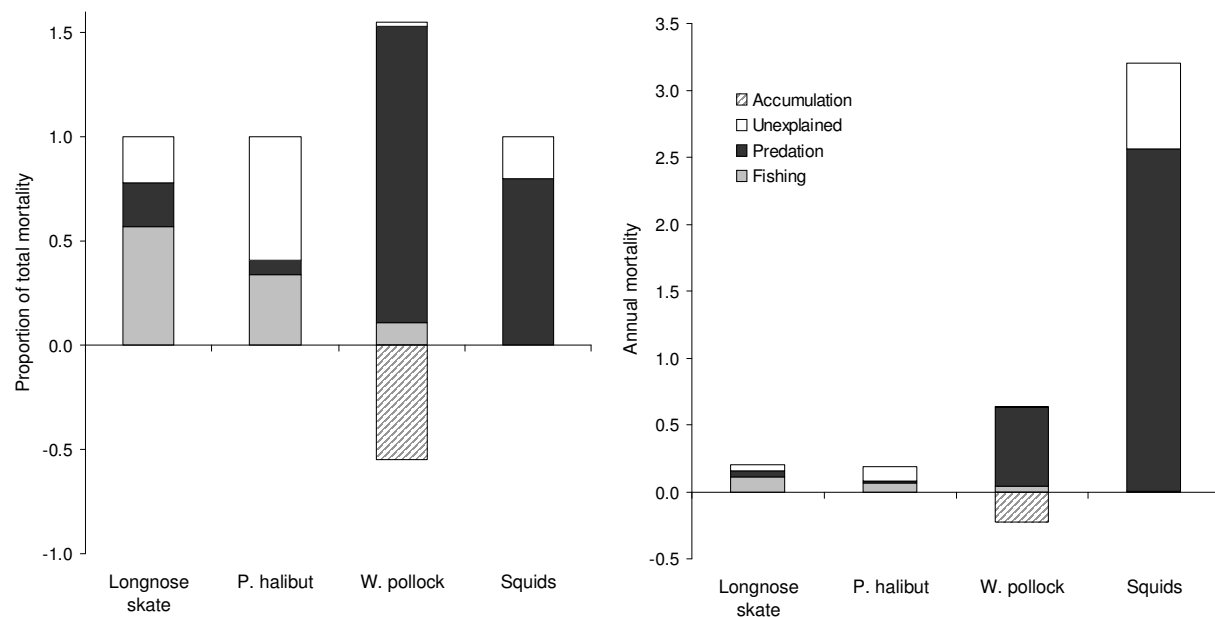 Proportion of total mortality
1.5
1.0
0.5
0.0
-0.5
-1.0
Longnose
skate
P. halibut
W. pollock
Squids
Annual mortality
3.5
3.0
2.5
2.0
1.5
1.0
0.5
0.0
-0.5
Accumulation
Unexplained
Predation
Fishing
Longnose
skate
P. halibut
W. pollock
Squids